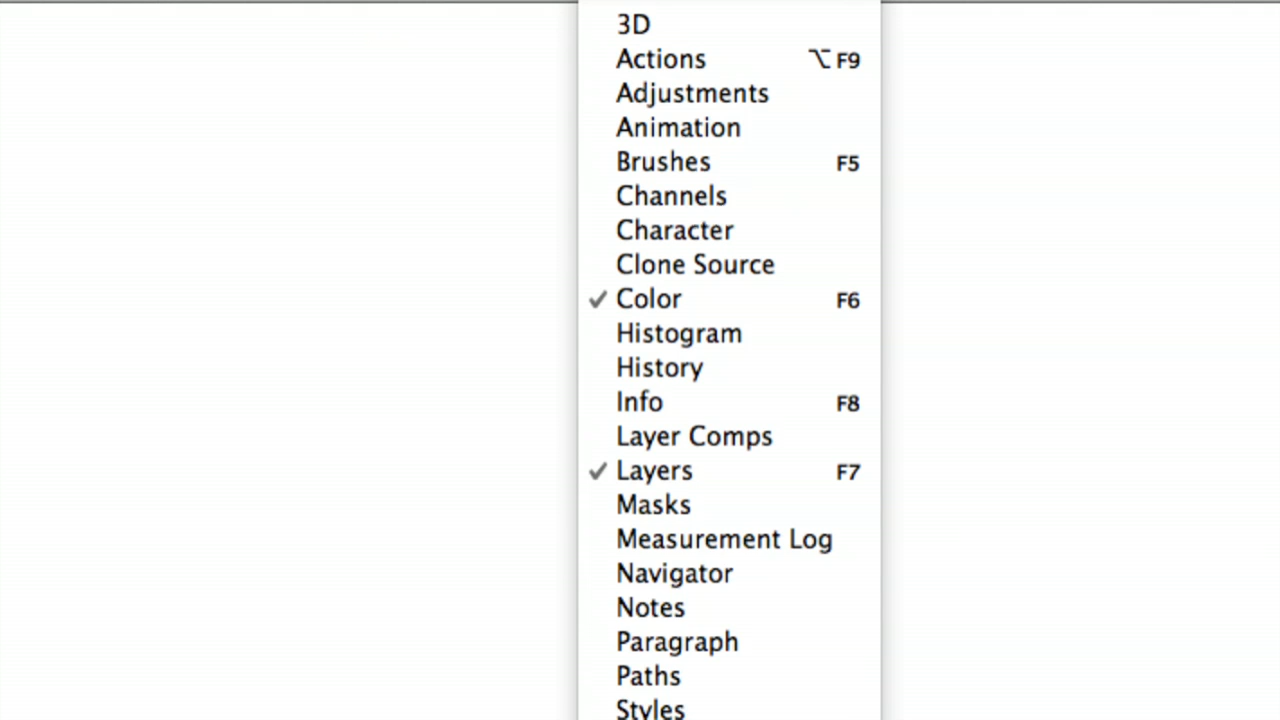 3D
Actions ⌥ F9
Adjustments
Animation
Brushes F5
Channels
Character
Clone Source
✓ Color F6
Histogram
History
Info F8
Layer Comps
✓ Layers F7
Masks
Measurement Log
Navigator
Notes
Paragraph
Paths
Styles